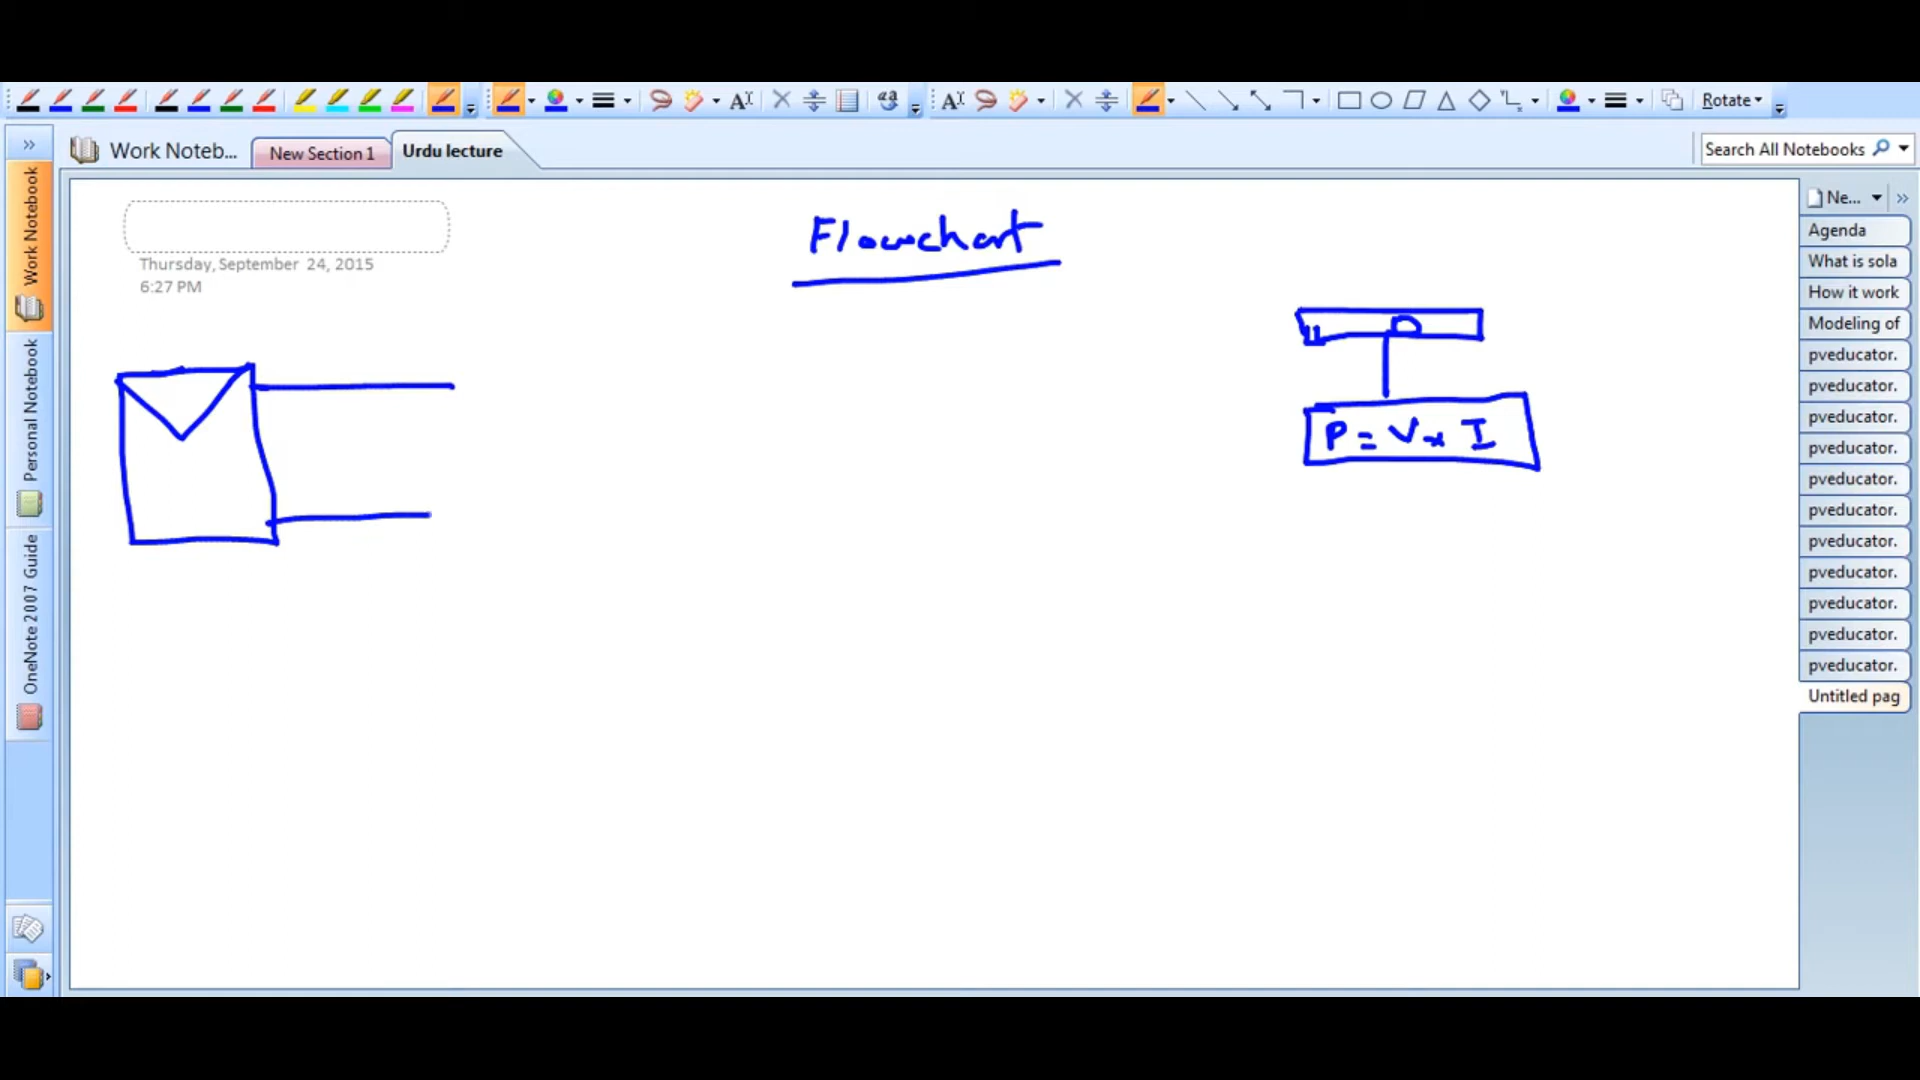 Rotate
Work Noteb...
New Section 1
Urdu lecture
Search All Notebooks
Work Notebook
Personal Notebook
OneNote 2007 Guide
Thursday, September 24, 2015
6:27 PM
Flowchart
P = V x I
Ne...
Agenda
What is sola
How it work
Modeling of
pveducator.
pveducator.
pveducator.
pveducator.
pveducator.
pveducator.
pveducator.
pveducator.
pveducator.
pveducator.
pveducator.
Untitled pag